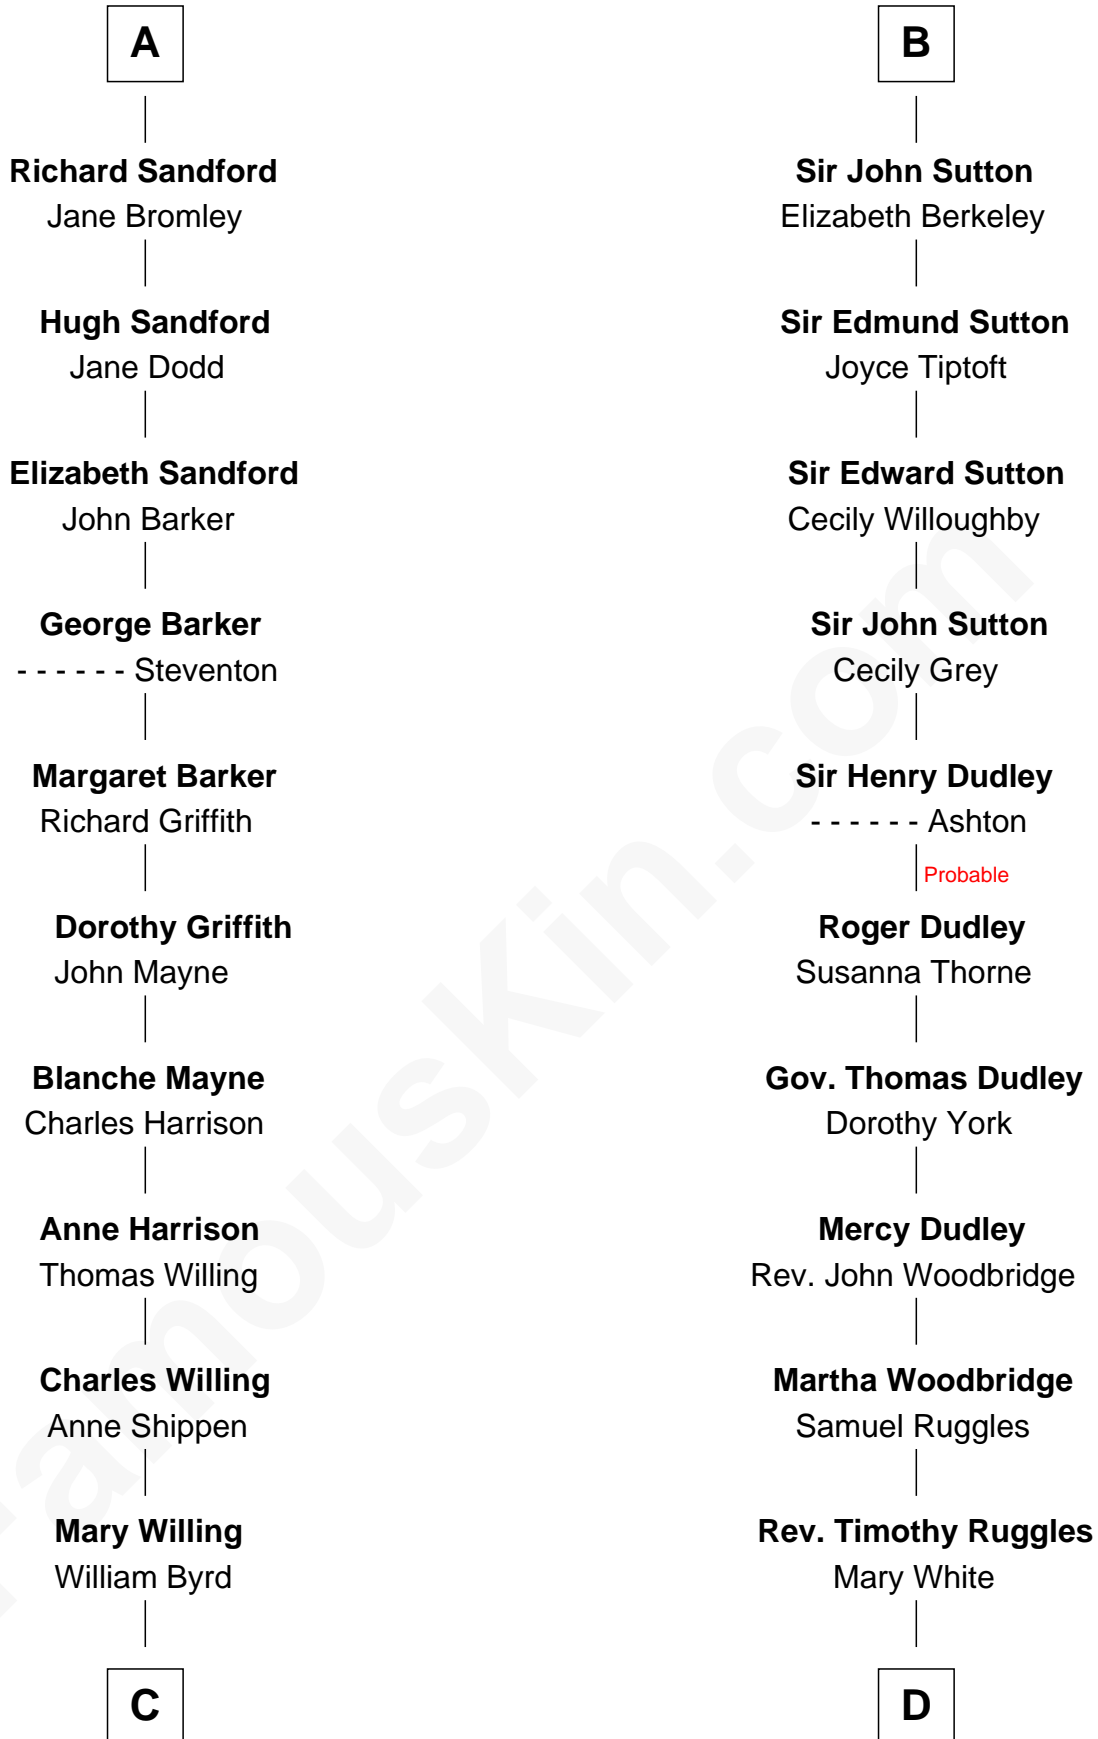 A
Richard Sandford
Jane Bromley
Hugh Sandford
Jane Dodd
Elizabeth Sandford
John Barker
George Barker
- - - - - - Steventon
Margaret Barker
Richard Griffith
Dorothy Griffith
John Mayne
Blanche Mayne
Charles Harrison
Anne Harrison
Thomas Willing
Charles Willing
Anne Shippen
Mary Willing
William Byrd
C
B
Sir John Sutton
Elizabeth Berkeley
Sir Edmund Sutton
Joyce Tiptoft
Sir Edward Sutton
Cecily Willoughby
Sir John Sutton
Cecily Grey
Sir Henry Dudley
- - - - - - Ashton
Probable
Roger Dudley
Susanna Thorne
Gov. Thomas Dudley
Dorothy York
Mercy Dudley
Rev. John Woodbridge
Martha Woodbridge
Samuel Ruggles
Rev. Timothy Ruggles
Mary White
D
FamousKin.com